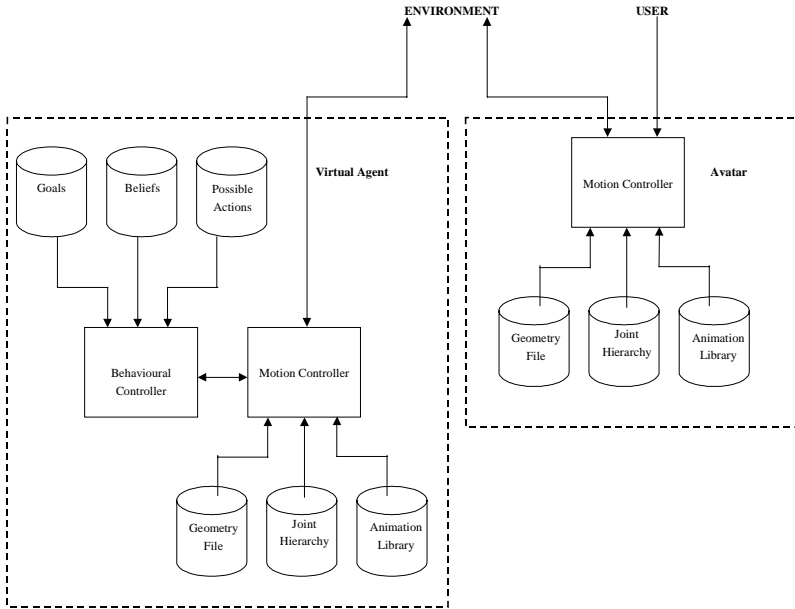 ENVIRONMENT
USER
Virtual Agent
Goals
Beliefs
Possible
Actions
Behavioural
Controller
Motion Controller
Geometry
File
Joint
Hierarchy
Animation
Library
Avatar
Motion Controller
Geometry
File
Joint
Hierarchy
Animation
Library